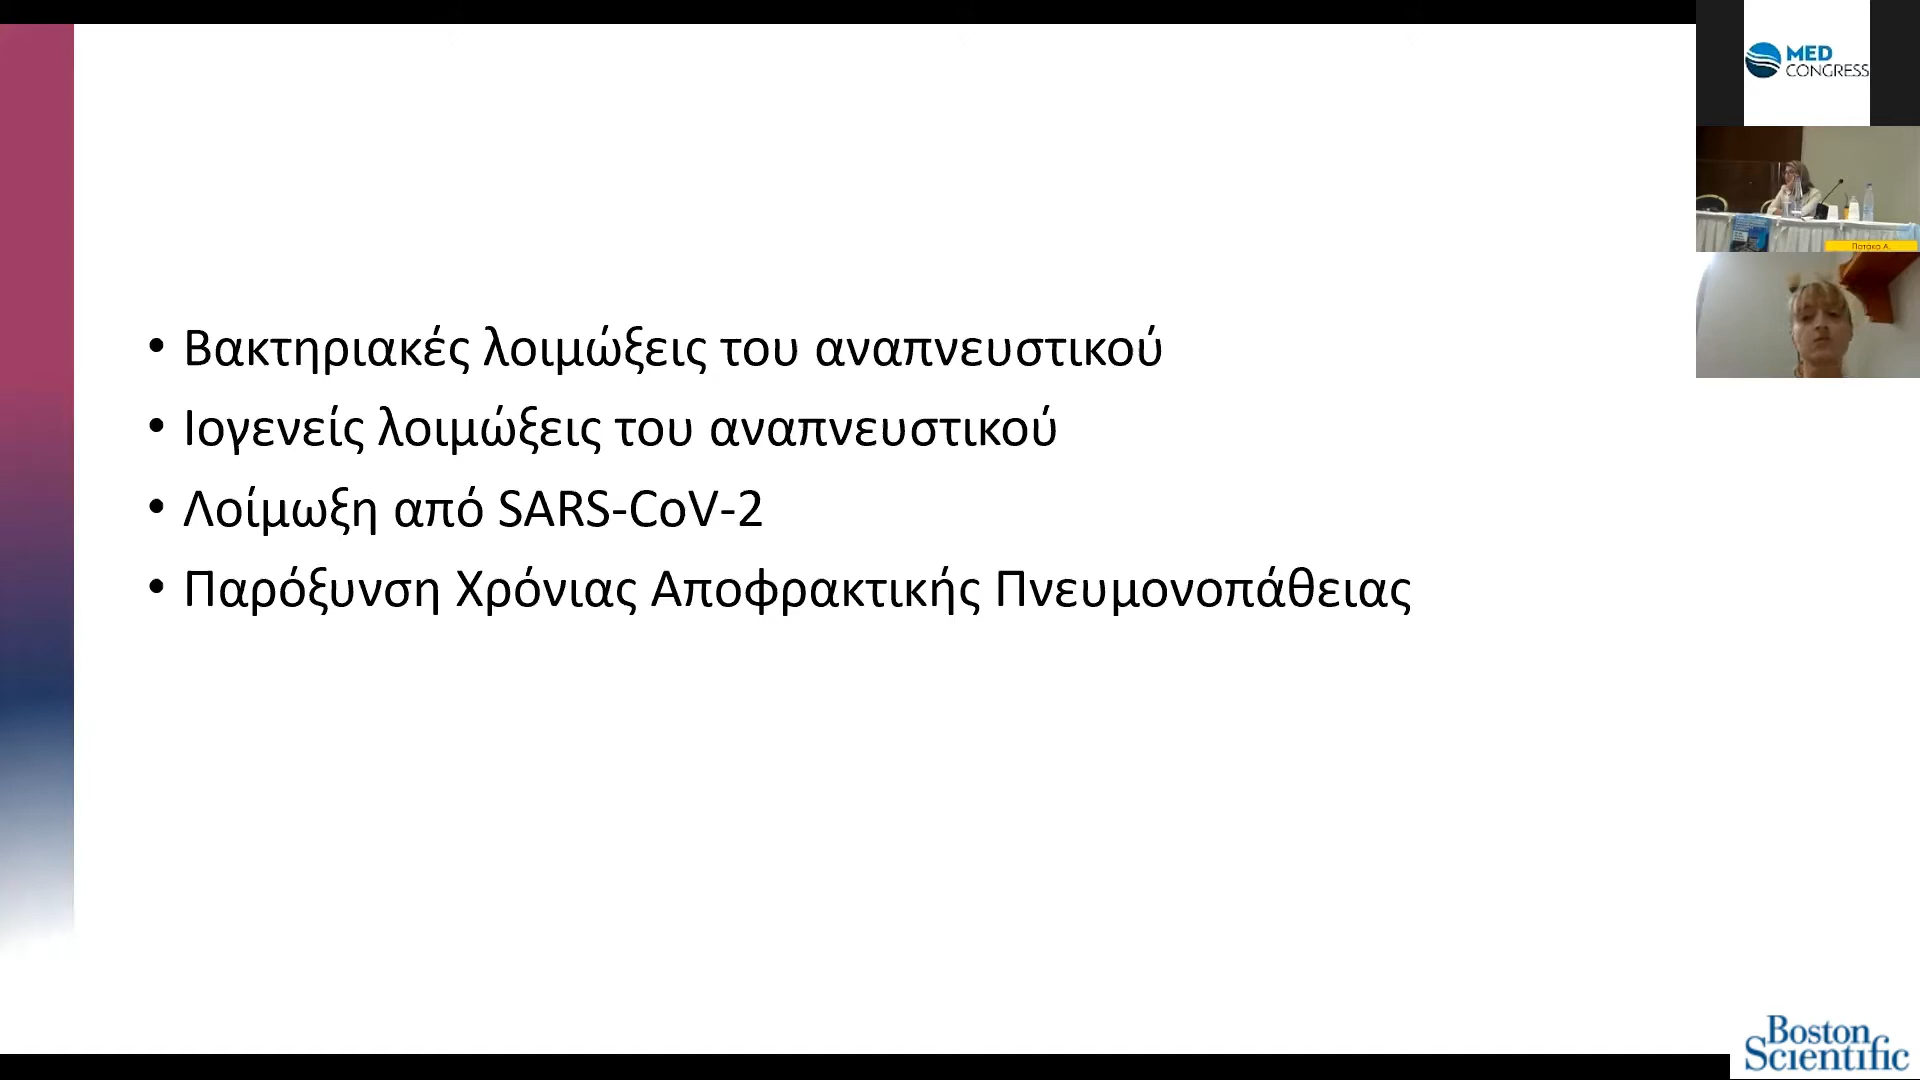 MED
CONGRESS
Πατάκα Α.
• Βακτηριακές λοιμώξεις του αναπνευστικού
• Ιογενείς λοιμώξεις του αναπνευστικού
• Λοίμωξη από SARS-CoV-2
• Παρόξυνση Χρόνιας Αποφρακτικής Πνευμονοπάθειας
Boston
Scientific